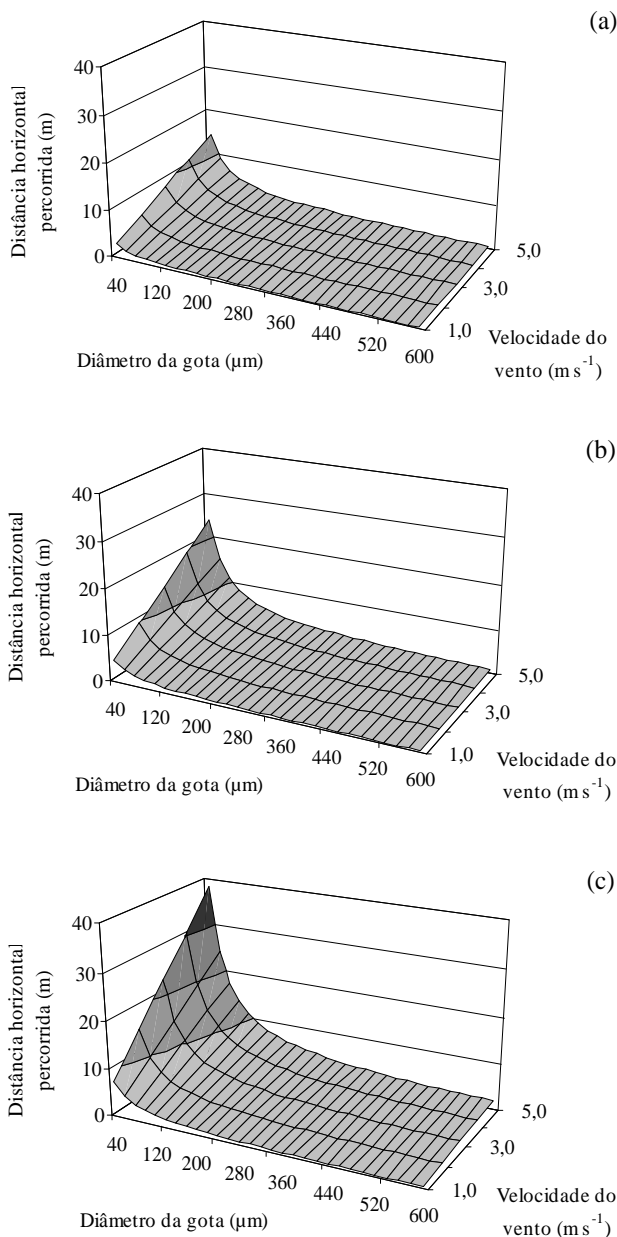 (a)
40
30
20
10
0
Distância horizontal
percorrida (m)
40
120
200
280
360
440
520
600
1,0
3,0
5,0
Diâmetro da gota (µm)
Velocidade do
vento (m s⁻¹)
(b)
40
30
20
10
0
Distância horizontal
percorrida (m)
40
120
200
280
360
440
520
600
1,0
3,0
5,0
Diâmetro da gota (µm)
Velocidade do
vento (m s⁻¹)
(c)
40
30
20
10
0
Distância horizontal
percorrida (m)
40
120
200
280
360
440
520
600
1,0
3,0
5,0
Diâmetro da gota (µm)
Velocidade do
vento (m s⁻¹)